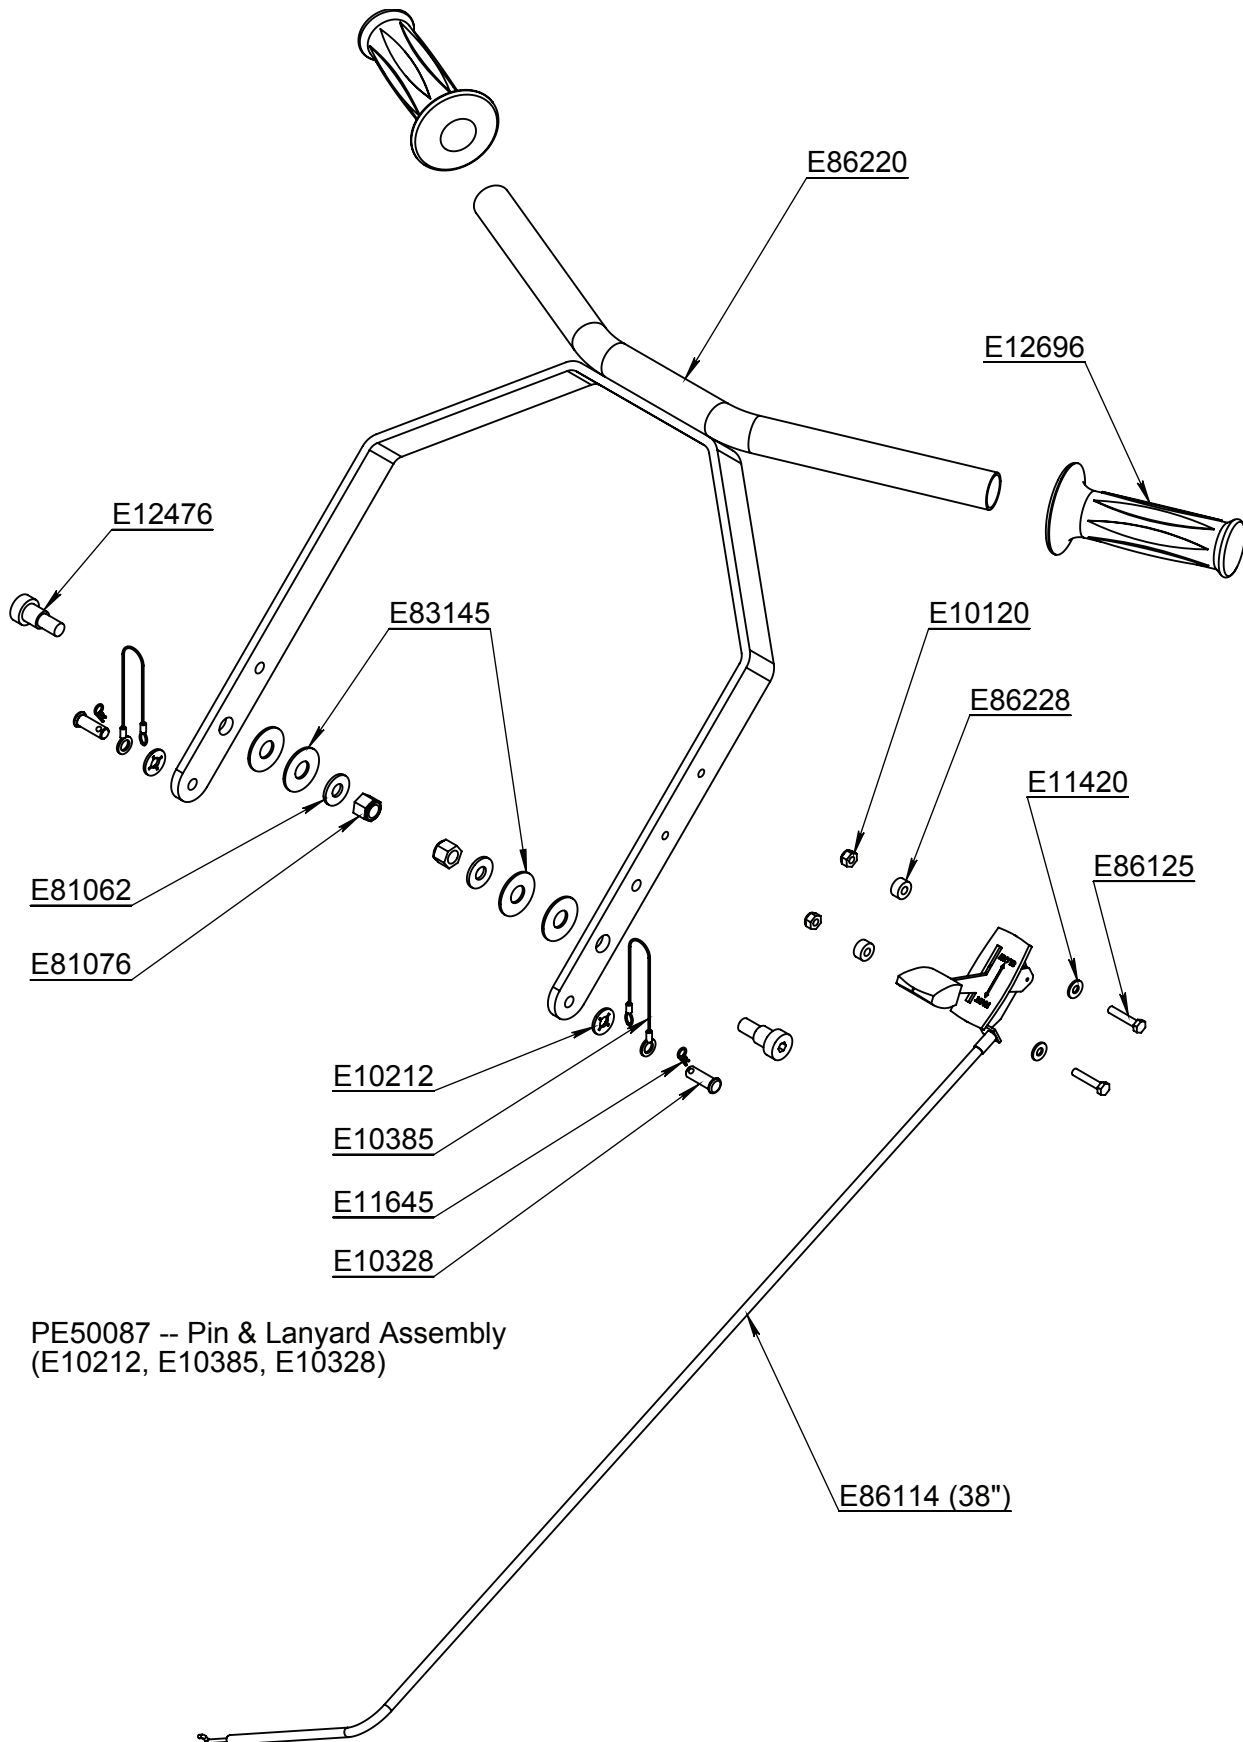 E86220
E12696
E12476
E83145
E10120
E86228
E11420
E86125
E81062
E81076
E10212
E10385
E11645
E10328
PE50087 -- Pin & Lanyard Assembly
(E10212, E10385, E10328)
E86114 (38")